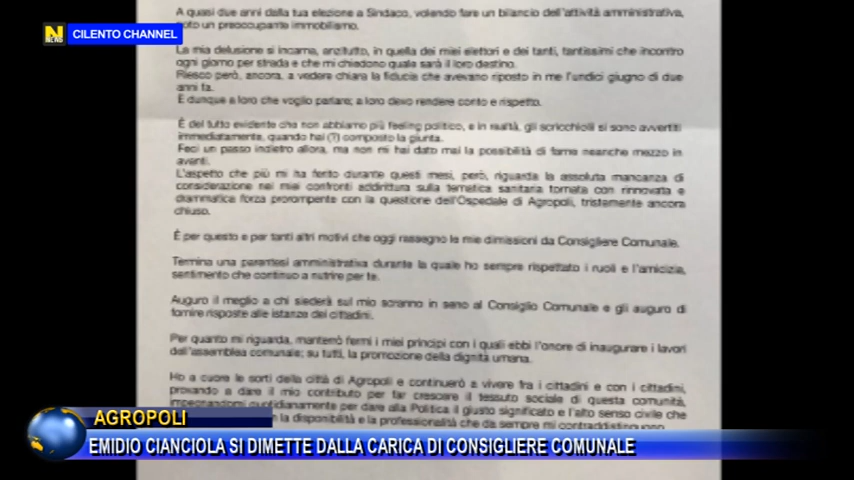 CILENTO CHANNEL
A quasi due anni dalla tua elezione a Sindaco, volendo fare un bilancio dell'attività amministrativa,
noto un preoccupante immobilismo.
La mia delusione si incarna, anzitutto, in quella dei miei elettori e dei tanti, tantissimi che incontro
ogni giorno per strada e che mi chiedono quale sarà il loro destino.
Riesco però, ancora, a vedere chiara la fiducia che avevano riposto in me l'undici giugno di due
anni fa.
È dunque a loro che voglio parlare; a loro devo rendere conto e rispetto.
È del tutto evidente che non abbiamo più feeling politico, e in realtà, gli scricchiolii si sono avvertiti
immediatamente, quando hai (?) composto la giunta.
Feci un passo indietro allora, ma non mi hai dato mai la possibilità di farne neanche mezzo in
avanti.
L'aspetto che più mi ha ferito durante questi mesi, però, riguarda la assoluta mancanza di
considerazione nei miei confronti addirittura sulla tematica sanitaria tornata con rinnovata e
drammatica forza prorompente con la questione dell'Ospedale di Agropoli, tristemente ancora
chiuso.
È per questo e per tanti altri motivi che oggi rassegno le mie dimissioni da Consigliere Comunale.
Termina una parentesi amministrativa durante la quale ho sempre rispettato i ruoli e l'amicizia,
sentimento che continuo a nutrire per te.
Auguro il meglio a chi siederà sul mio scranno in seno al Consiglio Comunale e gli auguro di
fornire risposte alle istanze dei cittadini.
Per quanto mi riguarda, manterrò fermi i miei principi con i quali ebbi l'onore di inaugurare i lavori
dell'assemblea comunale; su tutti, la promozione della dignità umana.
Ho a cuore le sorti della città di Agropoli e continuerò a vivere fra i cittadini e con i cittadini,
provando a dare il mio contributo per far crescere il tessuto sociale di questa comunità,
impegnandomi quotidianamente per dare alla Politica il giusto significato e l'alto senso civile che
la disponibilità e la professionalità che da sempre mi contraddistinguono
AGROPOLI
EMIDIO CIANCIOLA SI DIMETTE DALLA CARICA DI CONSIGLIERE COMUNALE